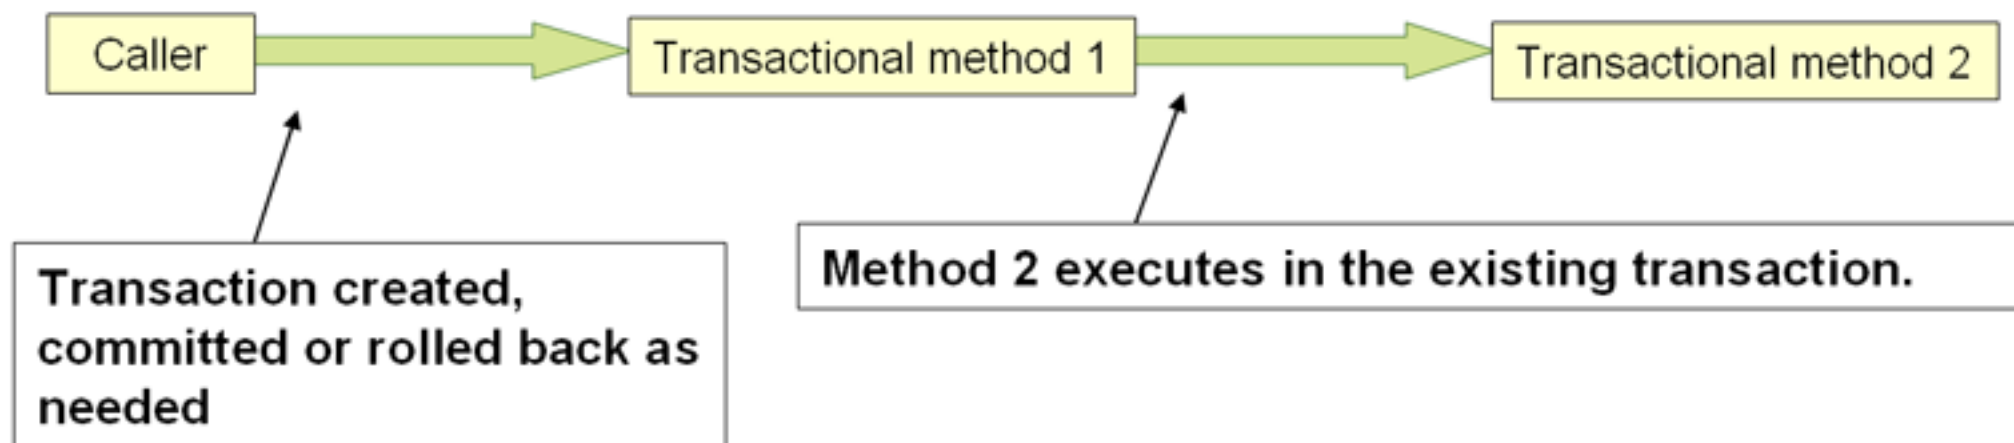 Caller
Transactional method 1
Transactional method 2
Transaction created,
committed or rolled back as
needed
Method 2 executes in the existing transaction.